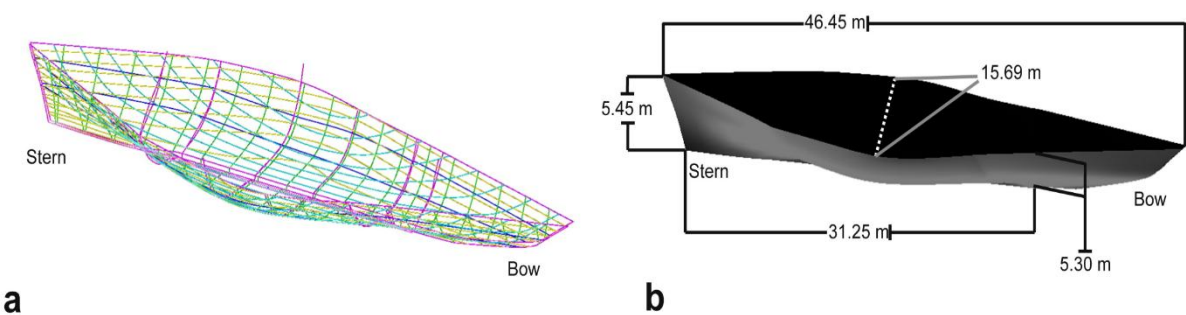 Stern
Bow
a
46.45 m
15.69 m
5.45 m
Stern
Bow
31.25 m
5.30 m
b